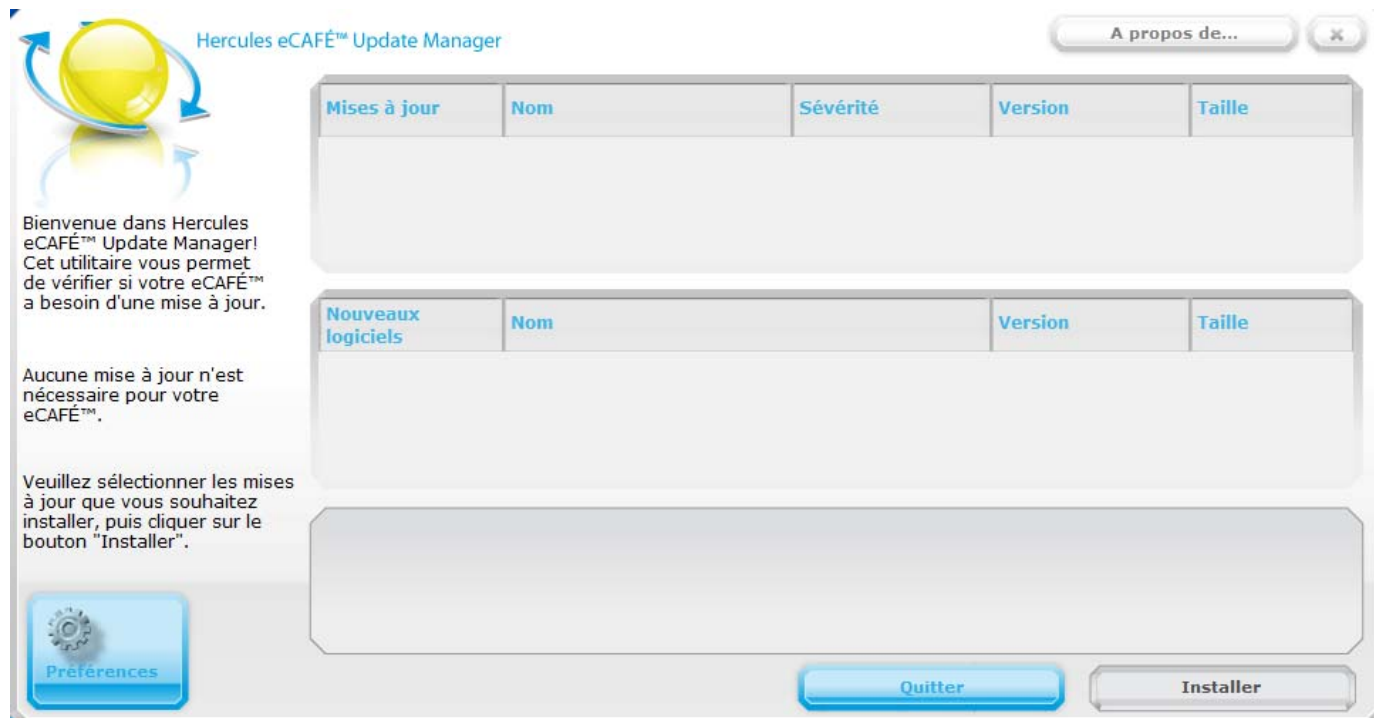 Hercules eCAFÉ™ Update Manager
A propos de...
Mises à jour
Nom
Sévérité
Version
Taille
Bienvenue dans Hercules
eCAFÉ™ Update Manager!
Cet utilitaire vous permet
de vérifier si votre eCAFÉ™
a besoin d'une mise à jour.
Nouveaux
logiciels
Nom
Version
Taille
Aucune mise à jour n'est
nécessaire pour votre
eCAFÉ™.
Veuillez sélectionner les mises
à jour que vous souhaitez
installer, puis cliquer sur le
bouton "Installer".
Préférences
Quitter
Installer